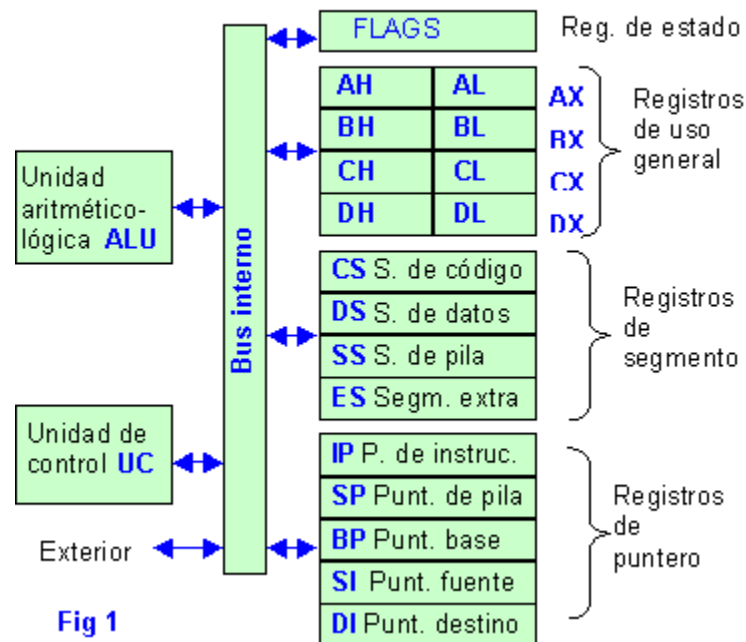 FLAGS
Reg. de estado
AH AL AX
BH BL BX
CH CL CX
DH DL DX
Registros
de uso
general
Unidad
aritmético-
lógica ALU
Bus interno
CS S. de código
DS S. de datos
SS S. de pila
ES Segm. extra
Registros
de
segmento
Unidad de
control UC
IP P. de instruc.
SP Punt. de pila
BP Punt. base
SI Punt. fuente
DI Punt. destino
Registros
de
puntero
Exterior
Fig 1